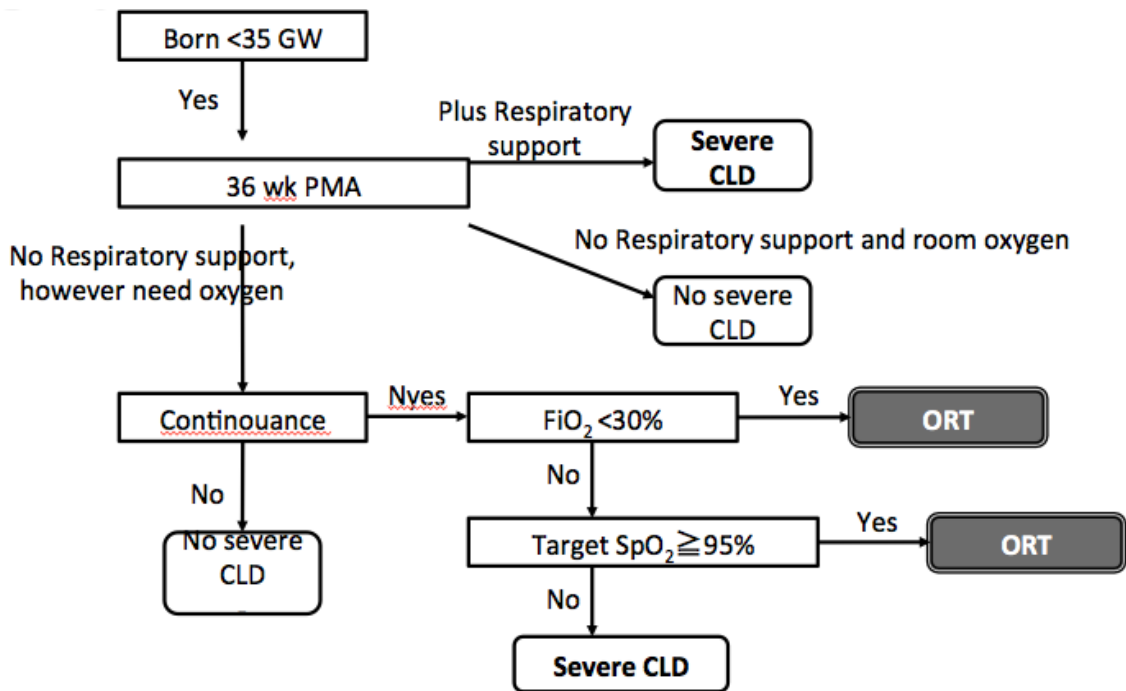 Born <35 GW
Yes
Plus Respiratory
support
Severe
CLD
36 wk PMA
No Respiratory support and room oxygen
No Respiratory support,
however need oxygen
No severe
CLD
Continouance
Nyes
FiO₂ <30%
Yes
ORT
No
No
No severe
CLD
Target SpO₂≧95%
Yes
ORT
No
Severe CLD